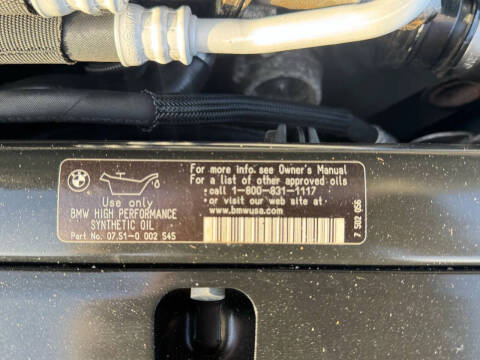 BMW
Use only
BMW HIGH PERFORMANCE
SYNTHETIC OIL
Part No. 07.51-0 002 545
For more info. see Owner's Manual
For a list of other approved oils
• call 1-800-831-1117
• or visit our web site at
www.bmwusa.com
7 502 056